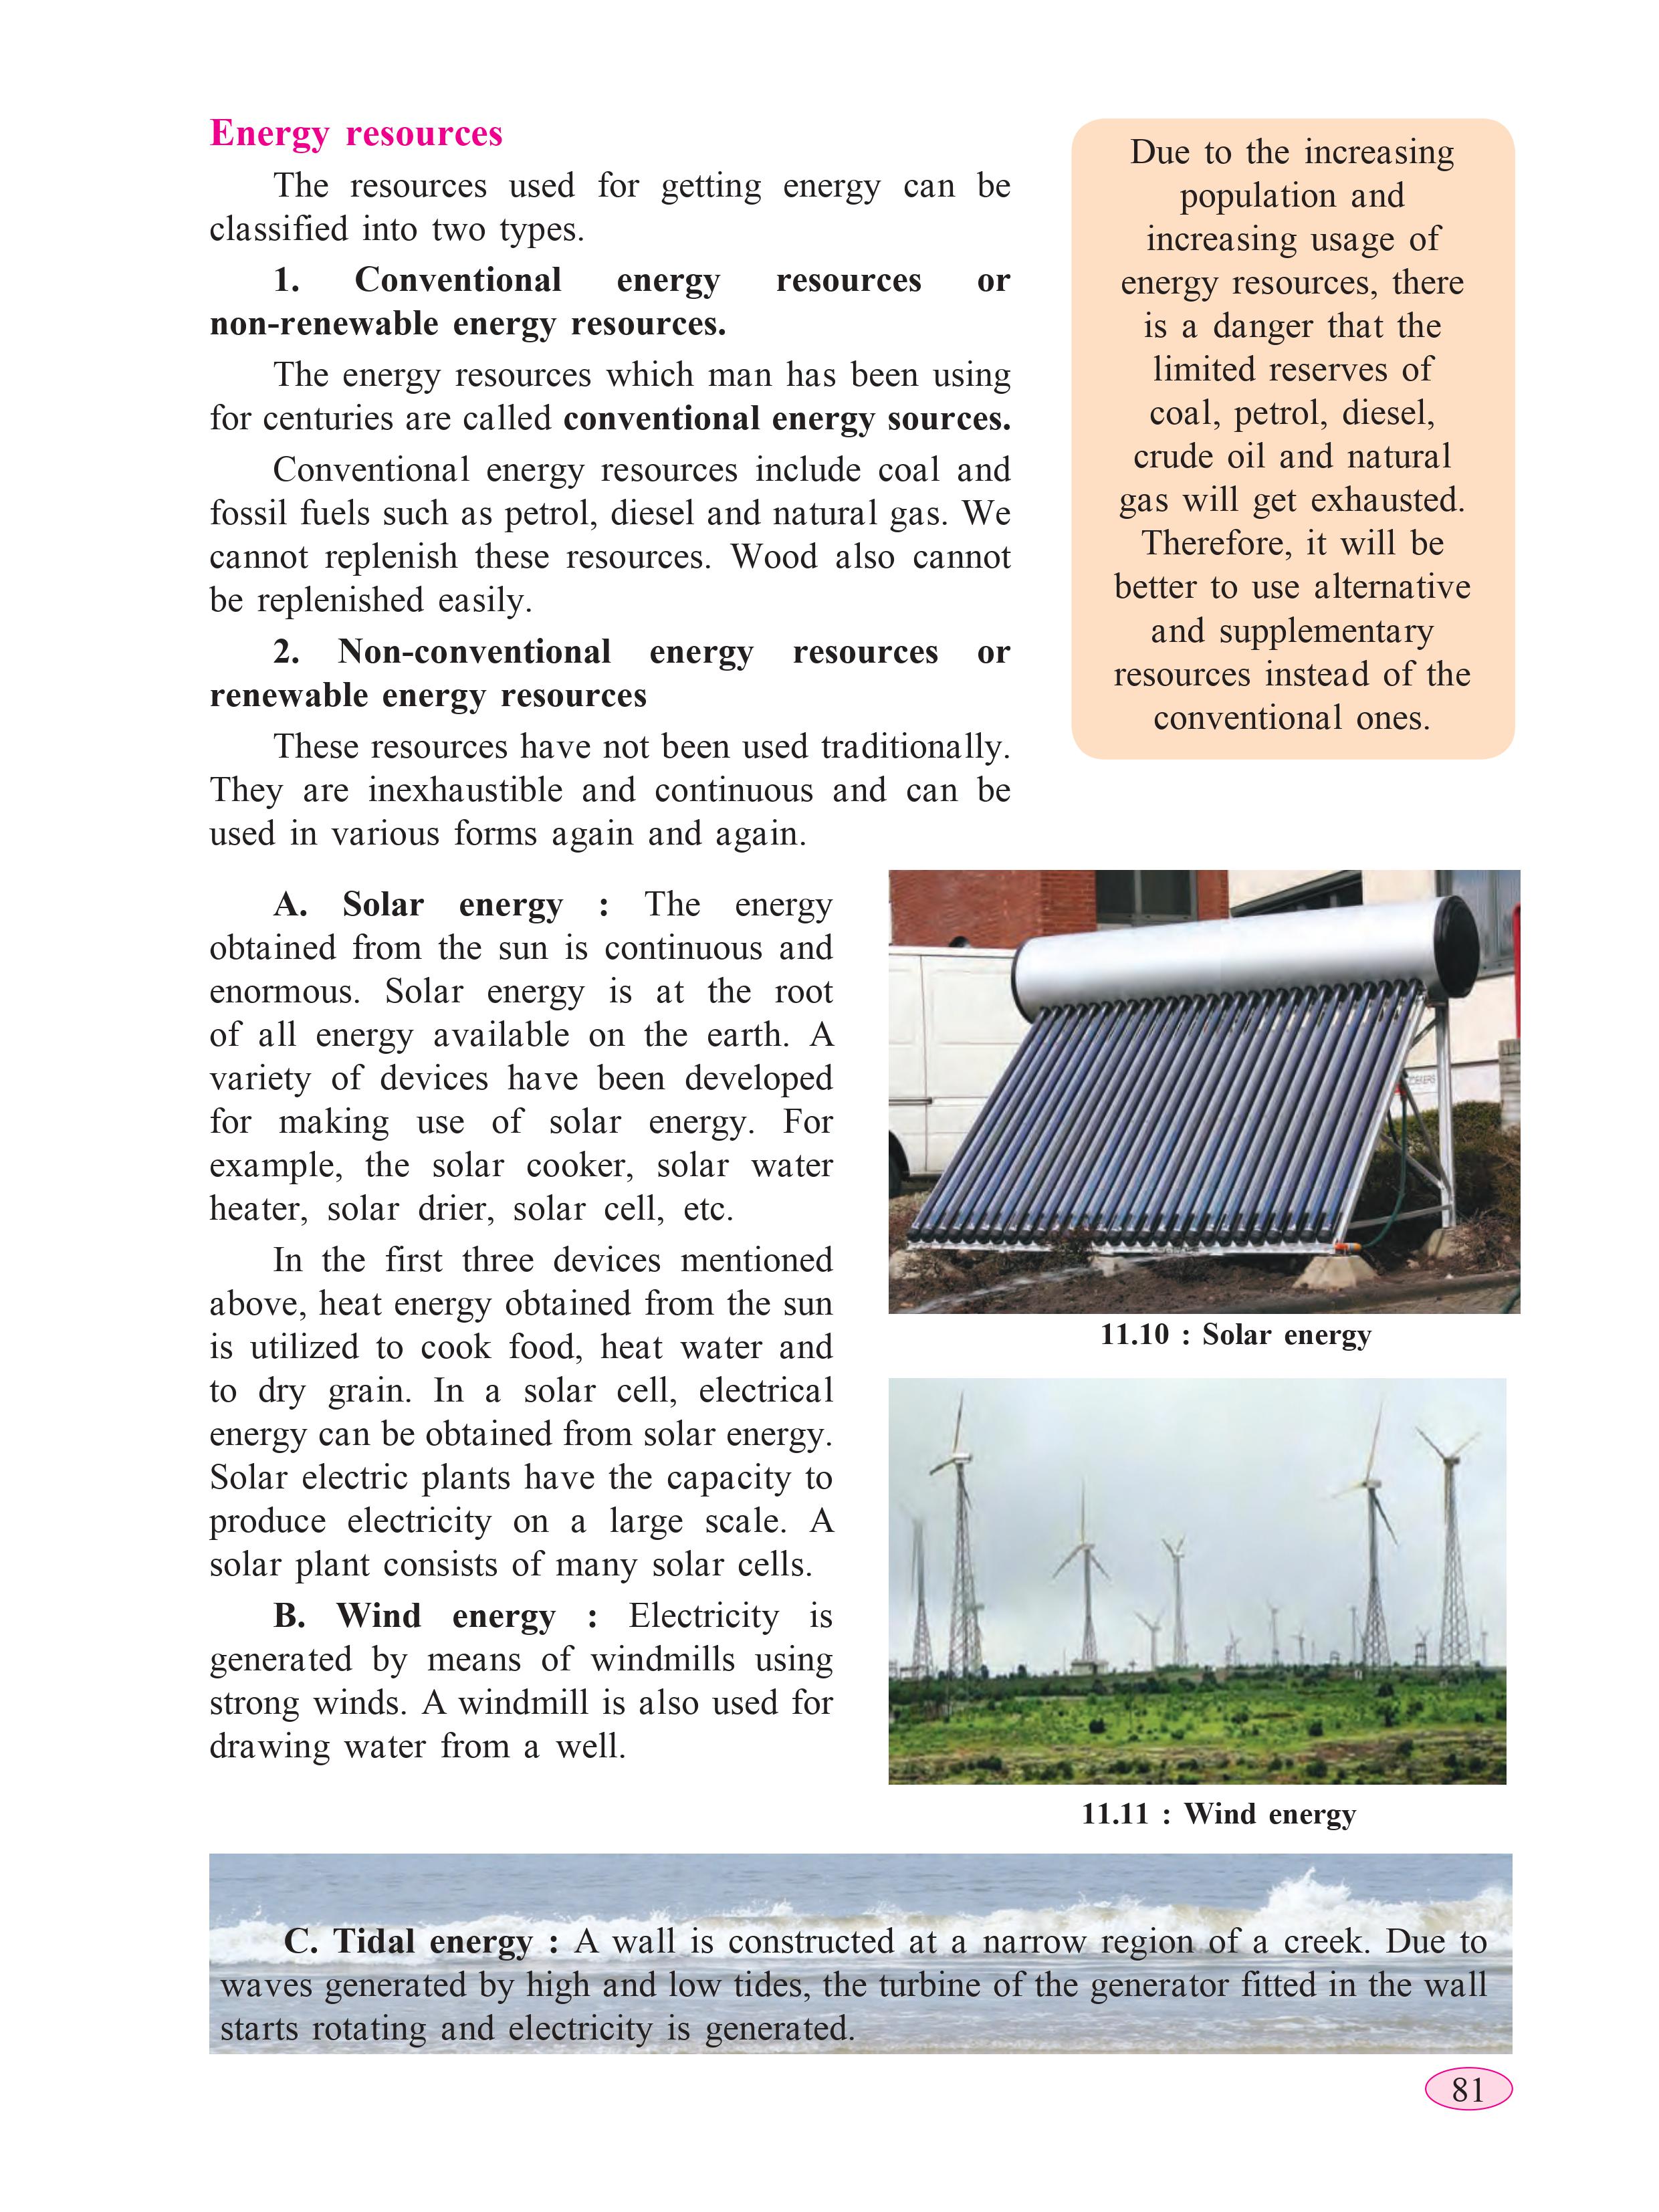 Energy resources
The resources used for getting energy can be
classified into two types.
1. Conventional energy resources or
non-renewable energy resources.
The energy resources which man has been using
for centuries are called conventional energy sources.
Conventional energy resources include coal and
fossil fuels such as petrol, diesel and natural gas. We
cannot replenish these resources. Wood also cannot
be replenished easily.
2. Non-conventional energy resources or
renewable energy resources
These resources have not been used traditionally.
They are inexhaustible and continuous and can be
used in various forms again and again.
Due to the increasing
population and
increasing usage of
energy resources, there
is a danger that the
limited reserves of
coal, petrol, diesel,
crude oil and natural
gas will get exhausted.
Therefore, it will be
better to use alternative
and supplementary
resources instead of the
conventional ones.
A. Solar energy : The energy
obtained from the sun is continuous and
enormous. Solar energy is at the root
of all energy available on the earth. A
variety of devices have been developed
for making use of solar energy. For
example, the solar cooker, solar water
heater, solar drier, solar cell, etc.
In the first three devices mentioned
above, heat energy obtained from the sun
is utilized to cook food, heat water and
to dry grain. In a solar cell, electrical
energy can be obtained from solar energy.
Solar electric plants have the capacity to
produce electricity on a large scale. A
solar plant consists of many solar cells.
B. Wind energy : Electricity is
generated by means of windmills using
strong winds. A windmill is also used for
drawing water from a well.
11.10 : Solar energy
11.11 : Wind energy
C. Tidal energy : A wall is constructed at a narrow region of a creek. Due to
waves generated by high and low tides, the turbine of the generator fitted in the wall
starts rotating and electricity is generated.
81